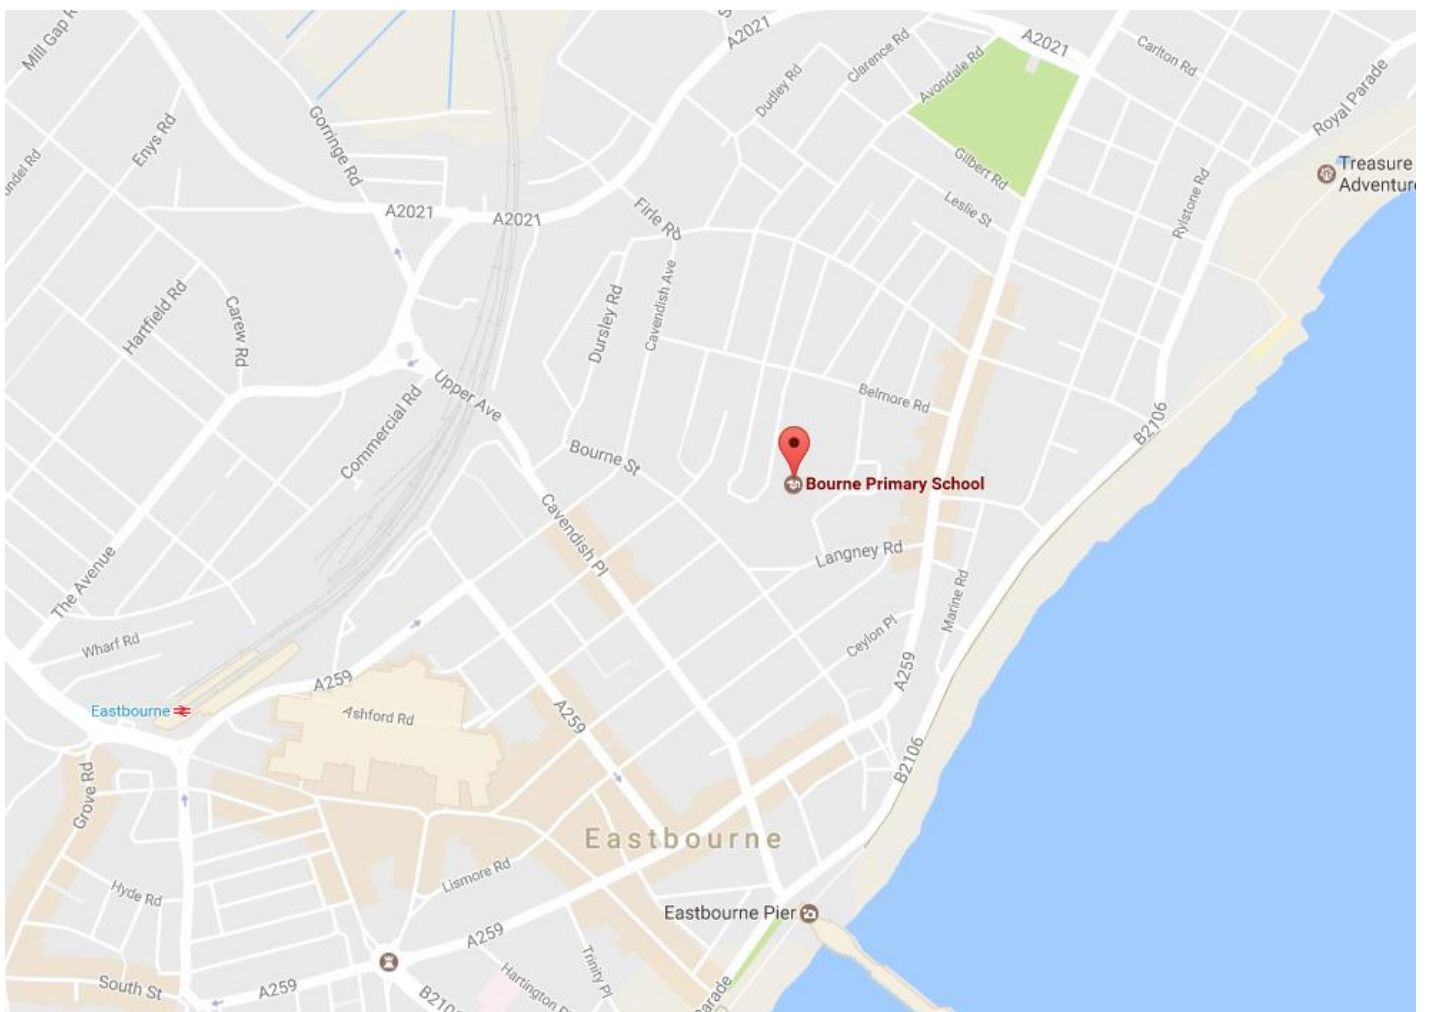 Mill Gap R
A2021
A2021
Carlton Rd
Clarence Rd
Avondale Rd
Dudley Rd
Royal Parade
Gorringe Rd
Enys Rd
ndel Rd
Gilbert Rd
Treasure
Adventure
Leslie St
Rylstone Rd
A2021
A2021
Firle Rd
Cavendish Ave
Dursley Rd
Hartfield Rd
Carew Rd
Upper Ave
Commercial Rd
Belmore Rd
B2106
Bourne St
Bourne Primary School
Cavendish Pl
Langney Rd
The Avenue
Marine Rd
Ceylon Pl
Wharf Rd
A259
A259
Eastbourne
Ashford Rd
A259
B2106
Grove Rd
Eastbourne
Lismore Rd
Hyde Rd
Eastbourne Pier
A259
Trinity Pl
Hartington
South St
A259
B210
Parade